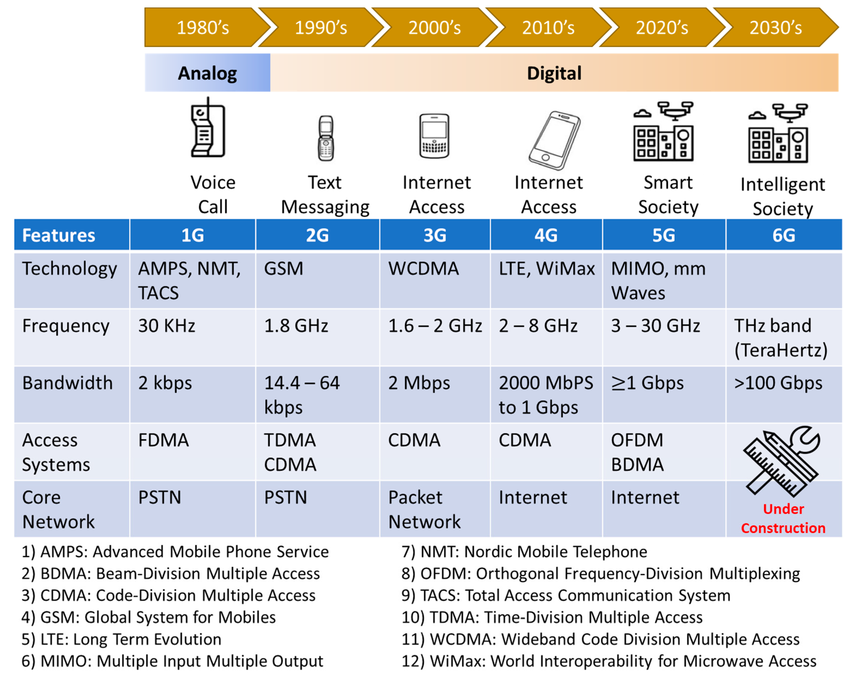 1980's 1990's 2000's 2010's 2020's 2030's
Analog Digital
Voice Text Internet Internet Smart Intelligent
Call Messaging Access Access Society Society
Features 1G 2G 3G 4G 5G 6G
Technology AMPS, NMT, GSM WCDMA LTE, WiMax MIMO, mm
TACS Waves
Frequency 30 KHz 1.8 GHz 1.6 – 2 GHz 2 – 8 GHz 3 – 30 GHz THz band
(TeraHertz)
Bandwidth 2 kbps 14.4 – 64 2 Mbps 2000 MbPS ≥1 Gbps >100 Gbps
kbps to 1 Gbps
Access FDMA TDMA CDMA CDMA OFDM
Systems CDMA BDMA
Core PSTN PSTN Packet Internet Internet Under
Network Network Construction
1) AMPS: Advanced Mobile Phone Service
2) BDMA: Beam-Division Multiple Access
3) CDMA: Code-Division Multiple Access
4) GSM: Global System for Mobiles
5) LTE: Long Term Evolution
6) MIMO: Multiple Input Multiple Output
7) NMT: Nordic Mobile Telephone
8) OFDM: Orthogonal Frequency-Division Multiplexing
9) TACS: Total Access Communication System
10) TDMA: Time-Division Multiple Access
11) WCDMA: Wideband Code Division Multiple Access
12) WiMax: World Interoperability for Microwave Access